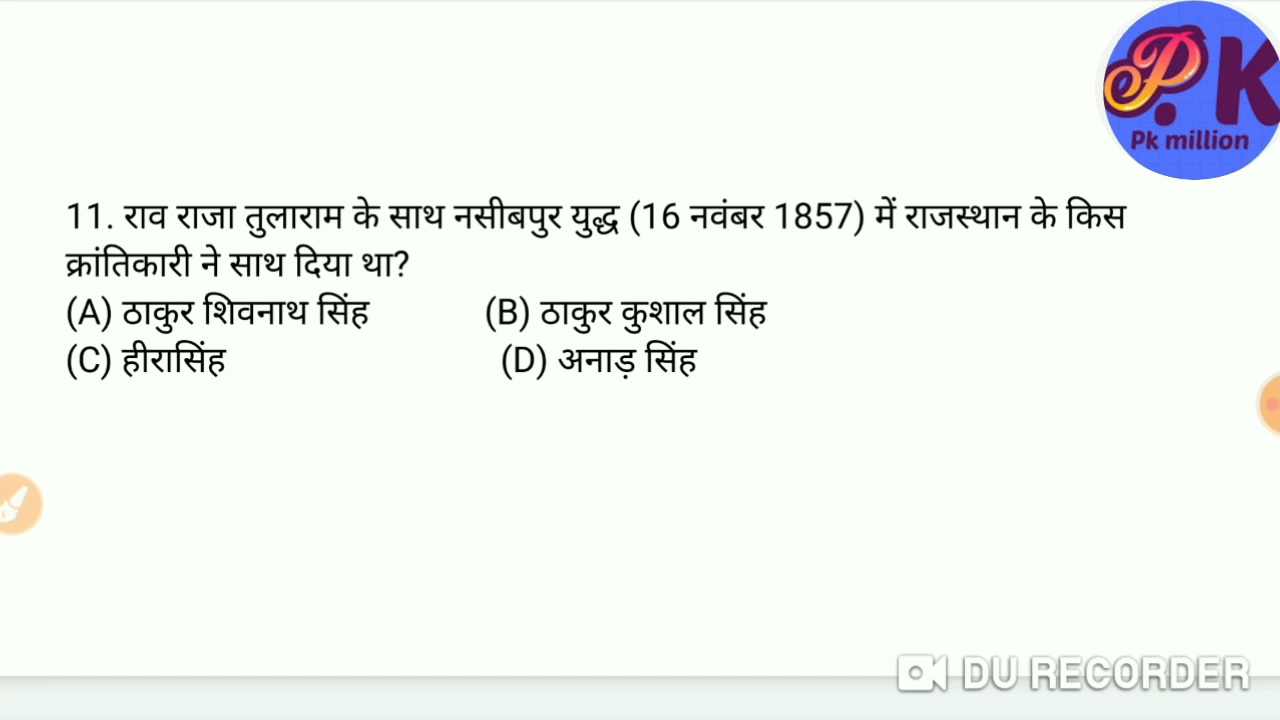 P.K
Pk million
11. राव राजा तुलाराम के साथ नसीबपुर युद्ध (16 नवंबर 1857) में राजस्थान के किस
क्रांतिकारी ने साथ दिया था?
(A) ठाकुर शिवनाथ सिंह (B) ठाकुर कुशाल सिंह
(C) हीरासिंह (D) अनाड़ सिंह
DU RECORDER